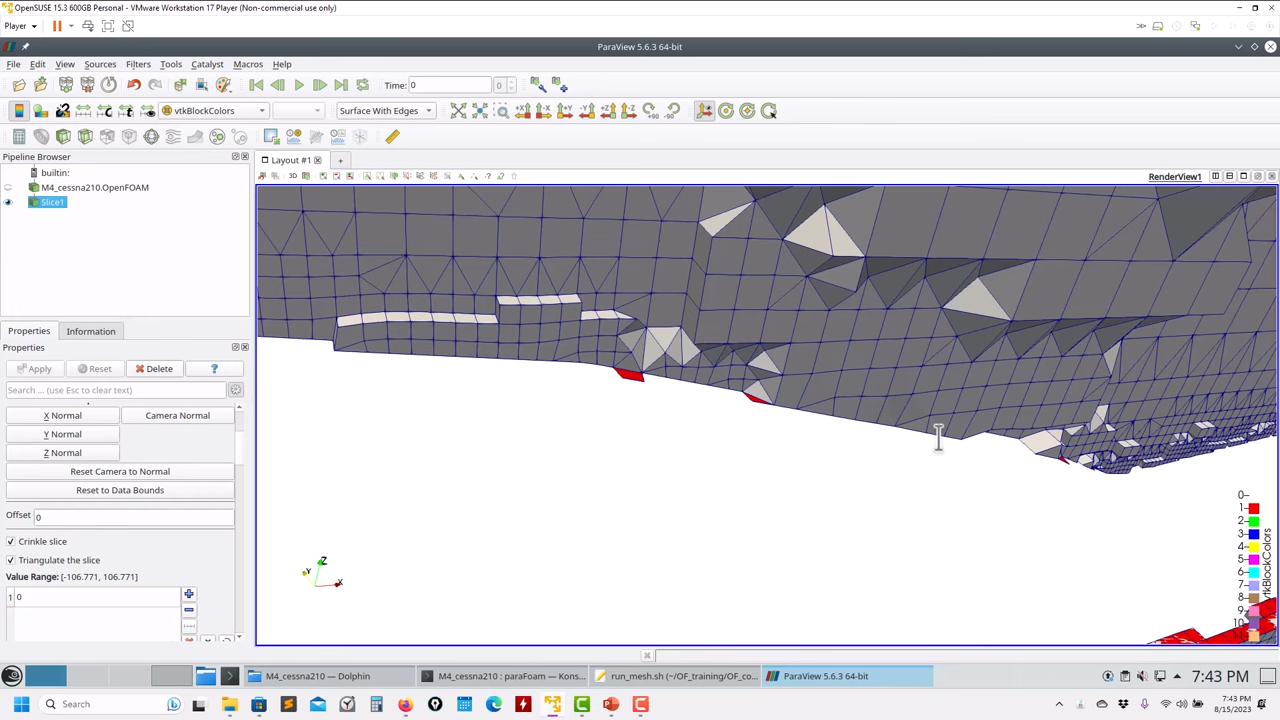 OpenSUSE 15.3 600GB Personal - VMware Workstation 17 Player (Non-commercial use only)
Player
ParaView 5.6.3 64-bit
File Edit View Sources Filters Tools Catalyst Macros Help
Time: 0 0
vtkBlockColors Surface With Edges +X -X +Y -Y +Z -Z +90 -90
Pipeline Browser
Layout #1 +
builtin:
3D RenderView1
M4_cessna210.OpenFOAM
Slice1
Properties Information
Properties
Apply Reset Delete ?
Search ... (use Esc to clear text)
X Normal Camera Normal
Y Normal
Z Normal
Reset Camera to Normal
Reset to Data Bounds
Offset 0
Crinkle slice
Triangulate the slice
Value Range: [-106.771, 106.771]
1 0
Z
Y
X
0
1
2
3
4
5
6
7
8
9
10
11
vtkBlockColors
M4_cessna210 — Dolphin M4_cessna210 : paraFoam — Kons... run_mesh.sh (~/OF_training/OF_co... ParaView 5.6.3 64-bit 7:43 PM
Search
:43 PM
8/15/2023